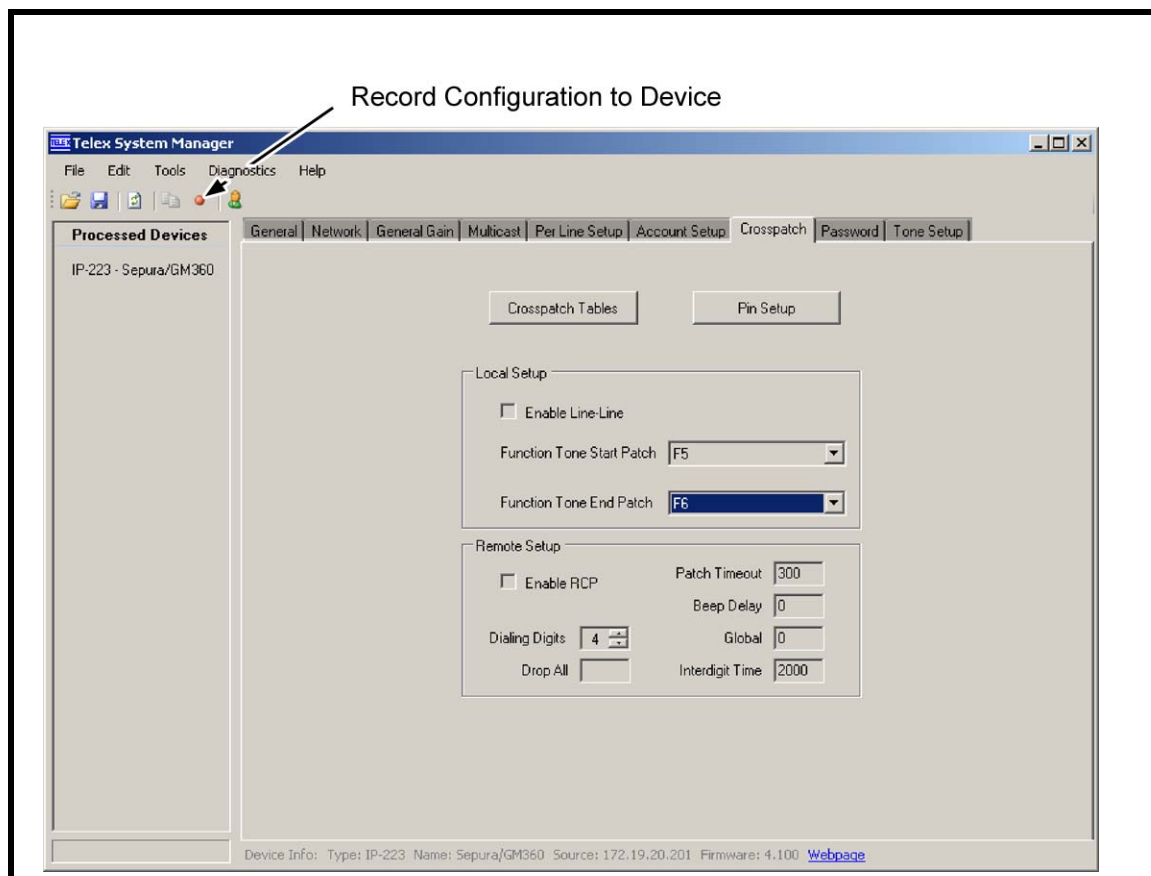 Record Configuration to Device
TELEX Telex System Manager
File Edit Tools Diagnostics Help
Processed Devices
IP-223 - Sepura/GM360
General Network General Gain Multicast Per Line Setup Account Setup Crosspatch Password Tone Setup
Crosspatch Tables Pin Setup
Local Setup
Enable Line-Line
Function Tone Start Patch F5
Function Tone End Patch F6
Remote Setup
Enable RCP Patch Timeout 300
Beep Delay 0
Dialing Digits 4 Global 0
Drop All Interdigit Time 2000
Device Info: Type: IP-223 Name: Sepura/GM360 Source: 172.19.20.201 Firmware: 4.100 Webpage